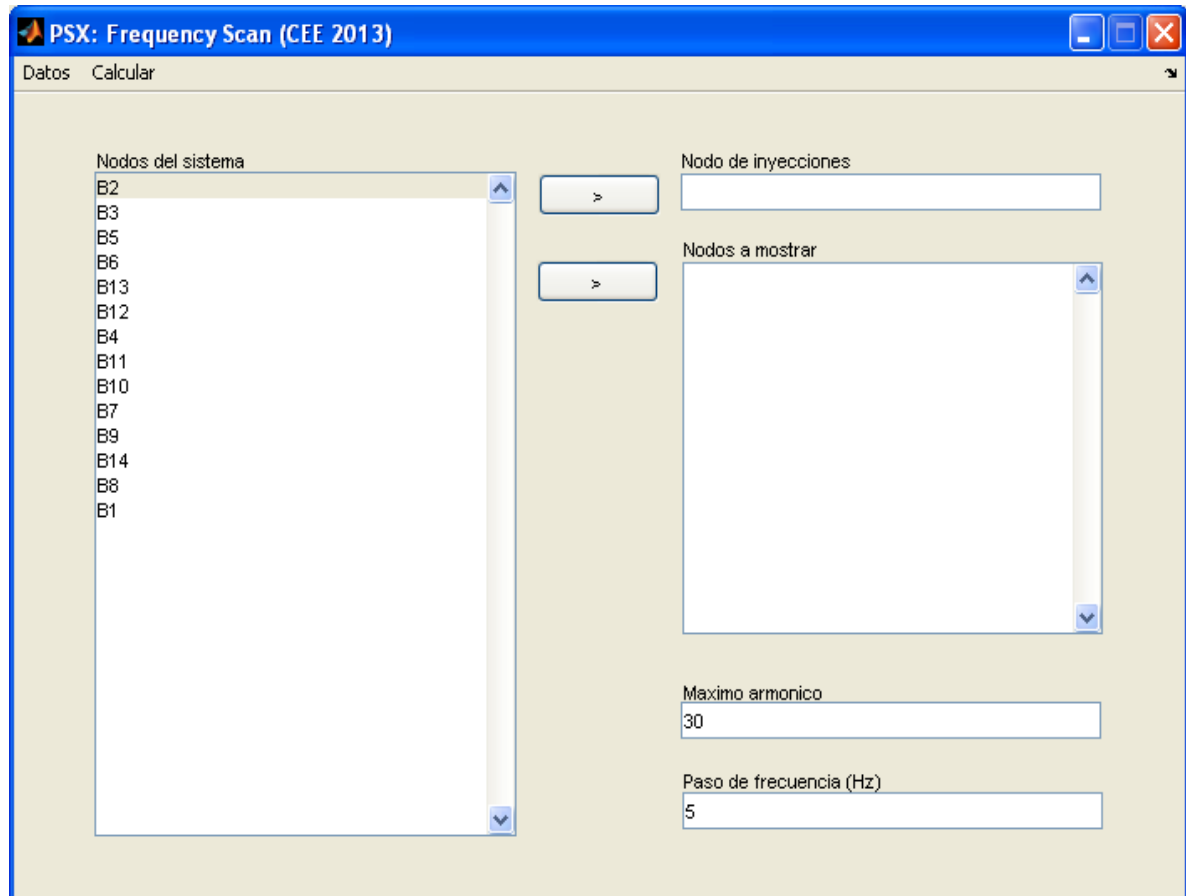 PSX: Frequency Scan (CEE 2013)
Datos Calcular
Nodos del sistema
B2
B3
B5
B6
B13
B12
B4
B11
B10
B7
B9
B14
B8
B1
>
>
Nodo de inyecciones
Nodos a mostrar
Maximo armonico
30
Paso de frecuencia (Hz)
5